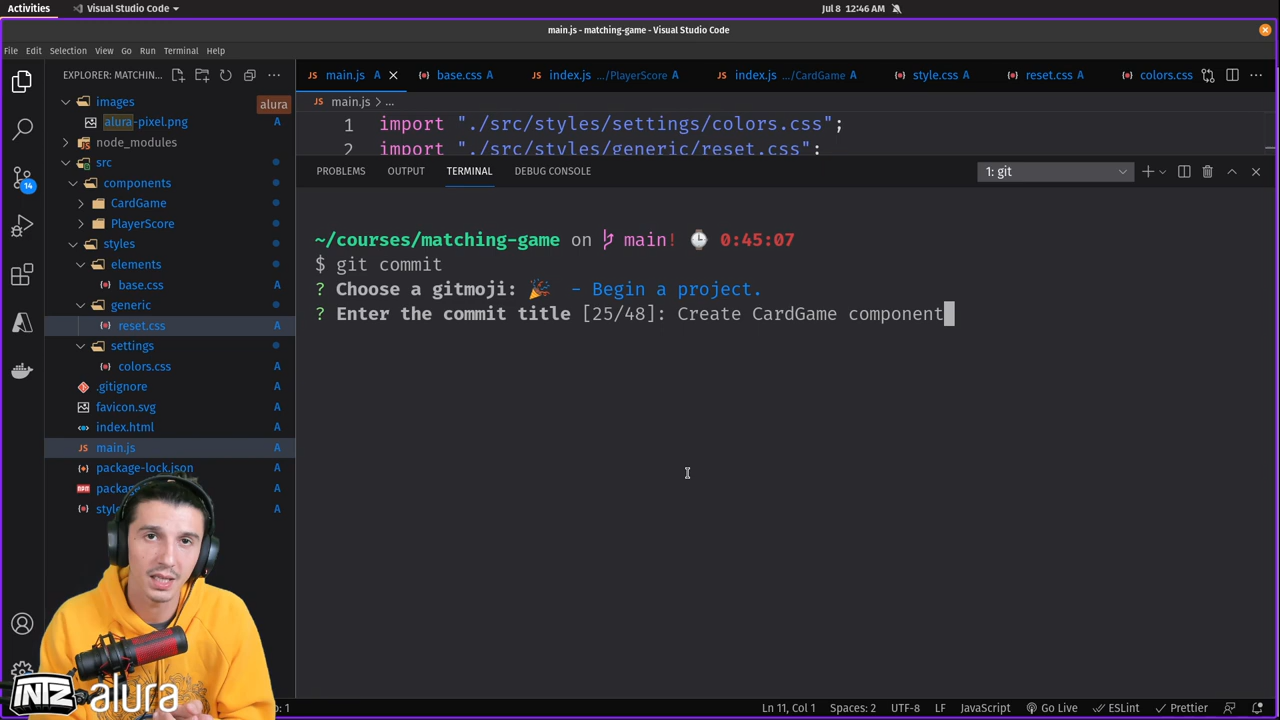 Activities
Visual Studio Code
Jul 8 12:46 AM
main.js - matching-game - Visual Studio Code
File Edit Selection View Go Run Terminal Help
EXPLORER: MATCHIN...
main.js A
base.css A
index.js .../PlayerScore A
index.js .../CardGame A
style.css A
reset.css A
colors.css
images
alura
alura-pixel.png A
node_modules
src
components
CardGame
PlayerScore
styles
elements
base.css A
generic
reset.css A
settings
colors.css A
.gitignore A
favicon.svg A
index.html A
main.js A
package-lock.json A
A
A
14
main.js > ...
1 import "./src/styles/settings/colors.css";
2 import "./src/styles/generic/reset.css";
PROBLEMS OUTPUT TERMINAL DEBUG CONSOLE
1: git
~/courses/matching-game on main! 0:45:07
$ git commit
? Choose a gitmoji: 🎉 - Begin a project.
? Enter the commit title [25/48]: Create CardGame component
INTZ alura
Ln 11, Col 1 Spaces: 2 UTF-8 LF JavaScript Go Live ESLint Prettier